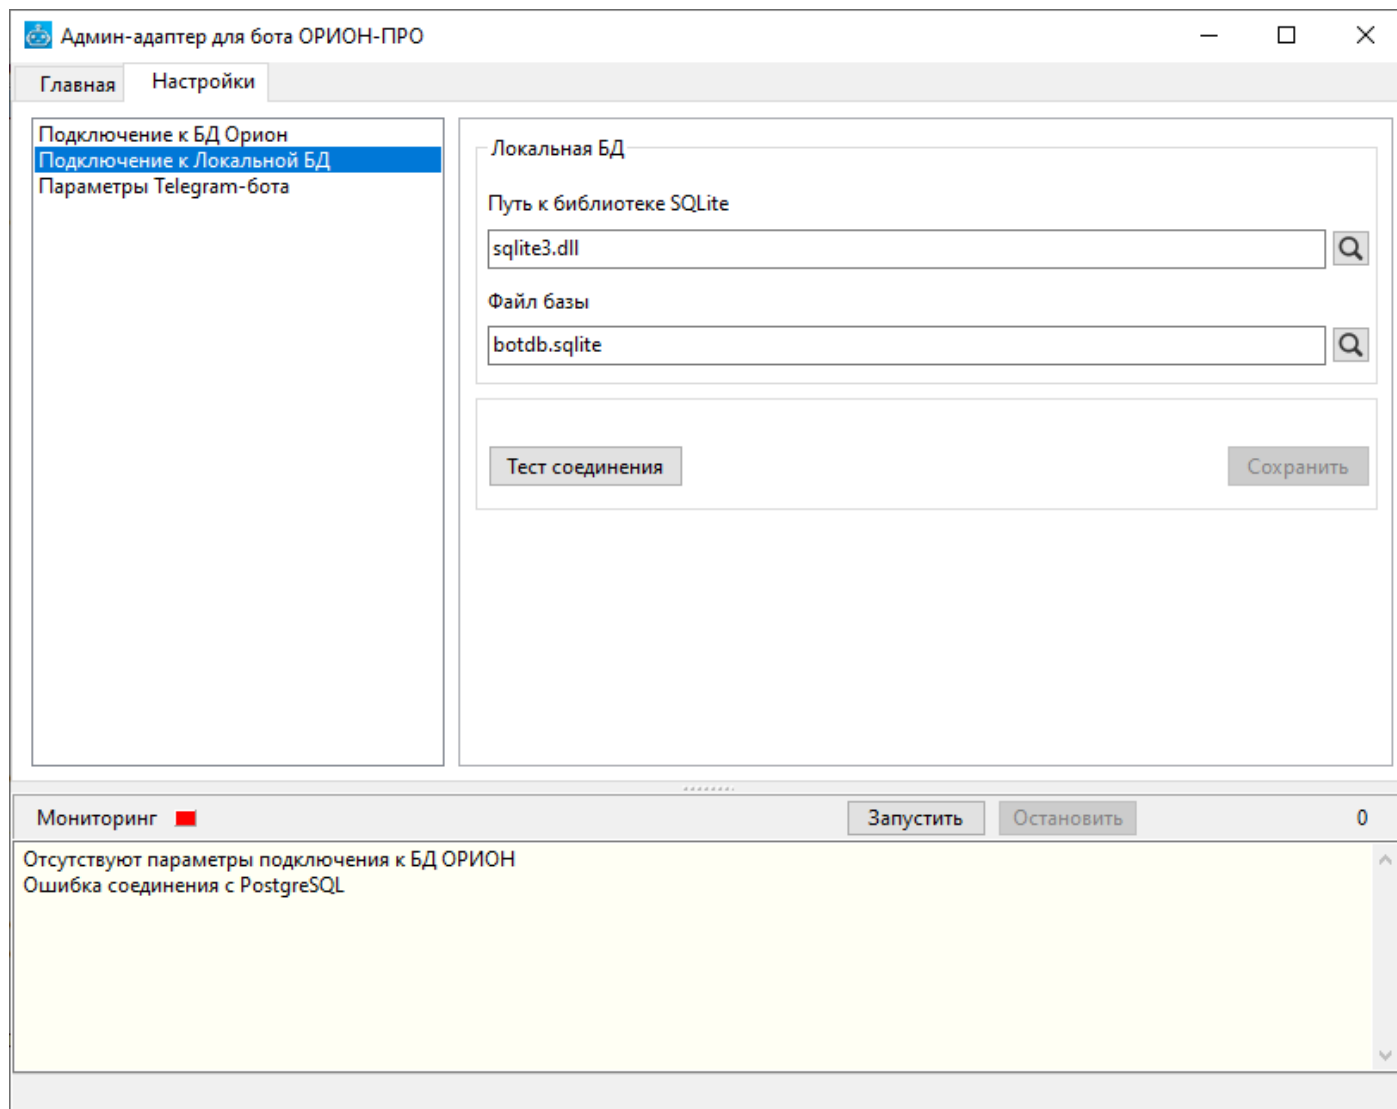 Админ-адаптер для бота ОРИОН-ПРО
Главная Настройки
Подключение к БД Орион
Подключение к Локальной БД
Параметры Telegram-бота
Локальная БД
Путь к библиотеке SQLite
sqlite3.dll
Файл базы
botdb.sqlite
Тест соединения Сохранить
Мониторинг Запустить Остановить 0
Отсутствуют параметры подключения к БД ОРИОН
Ошибка соединения с PostgreSQL